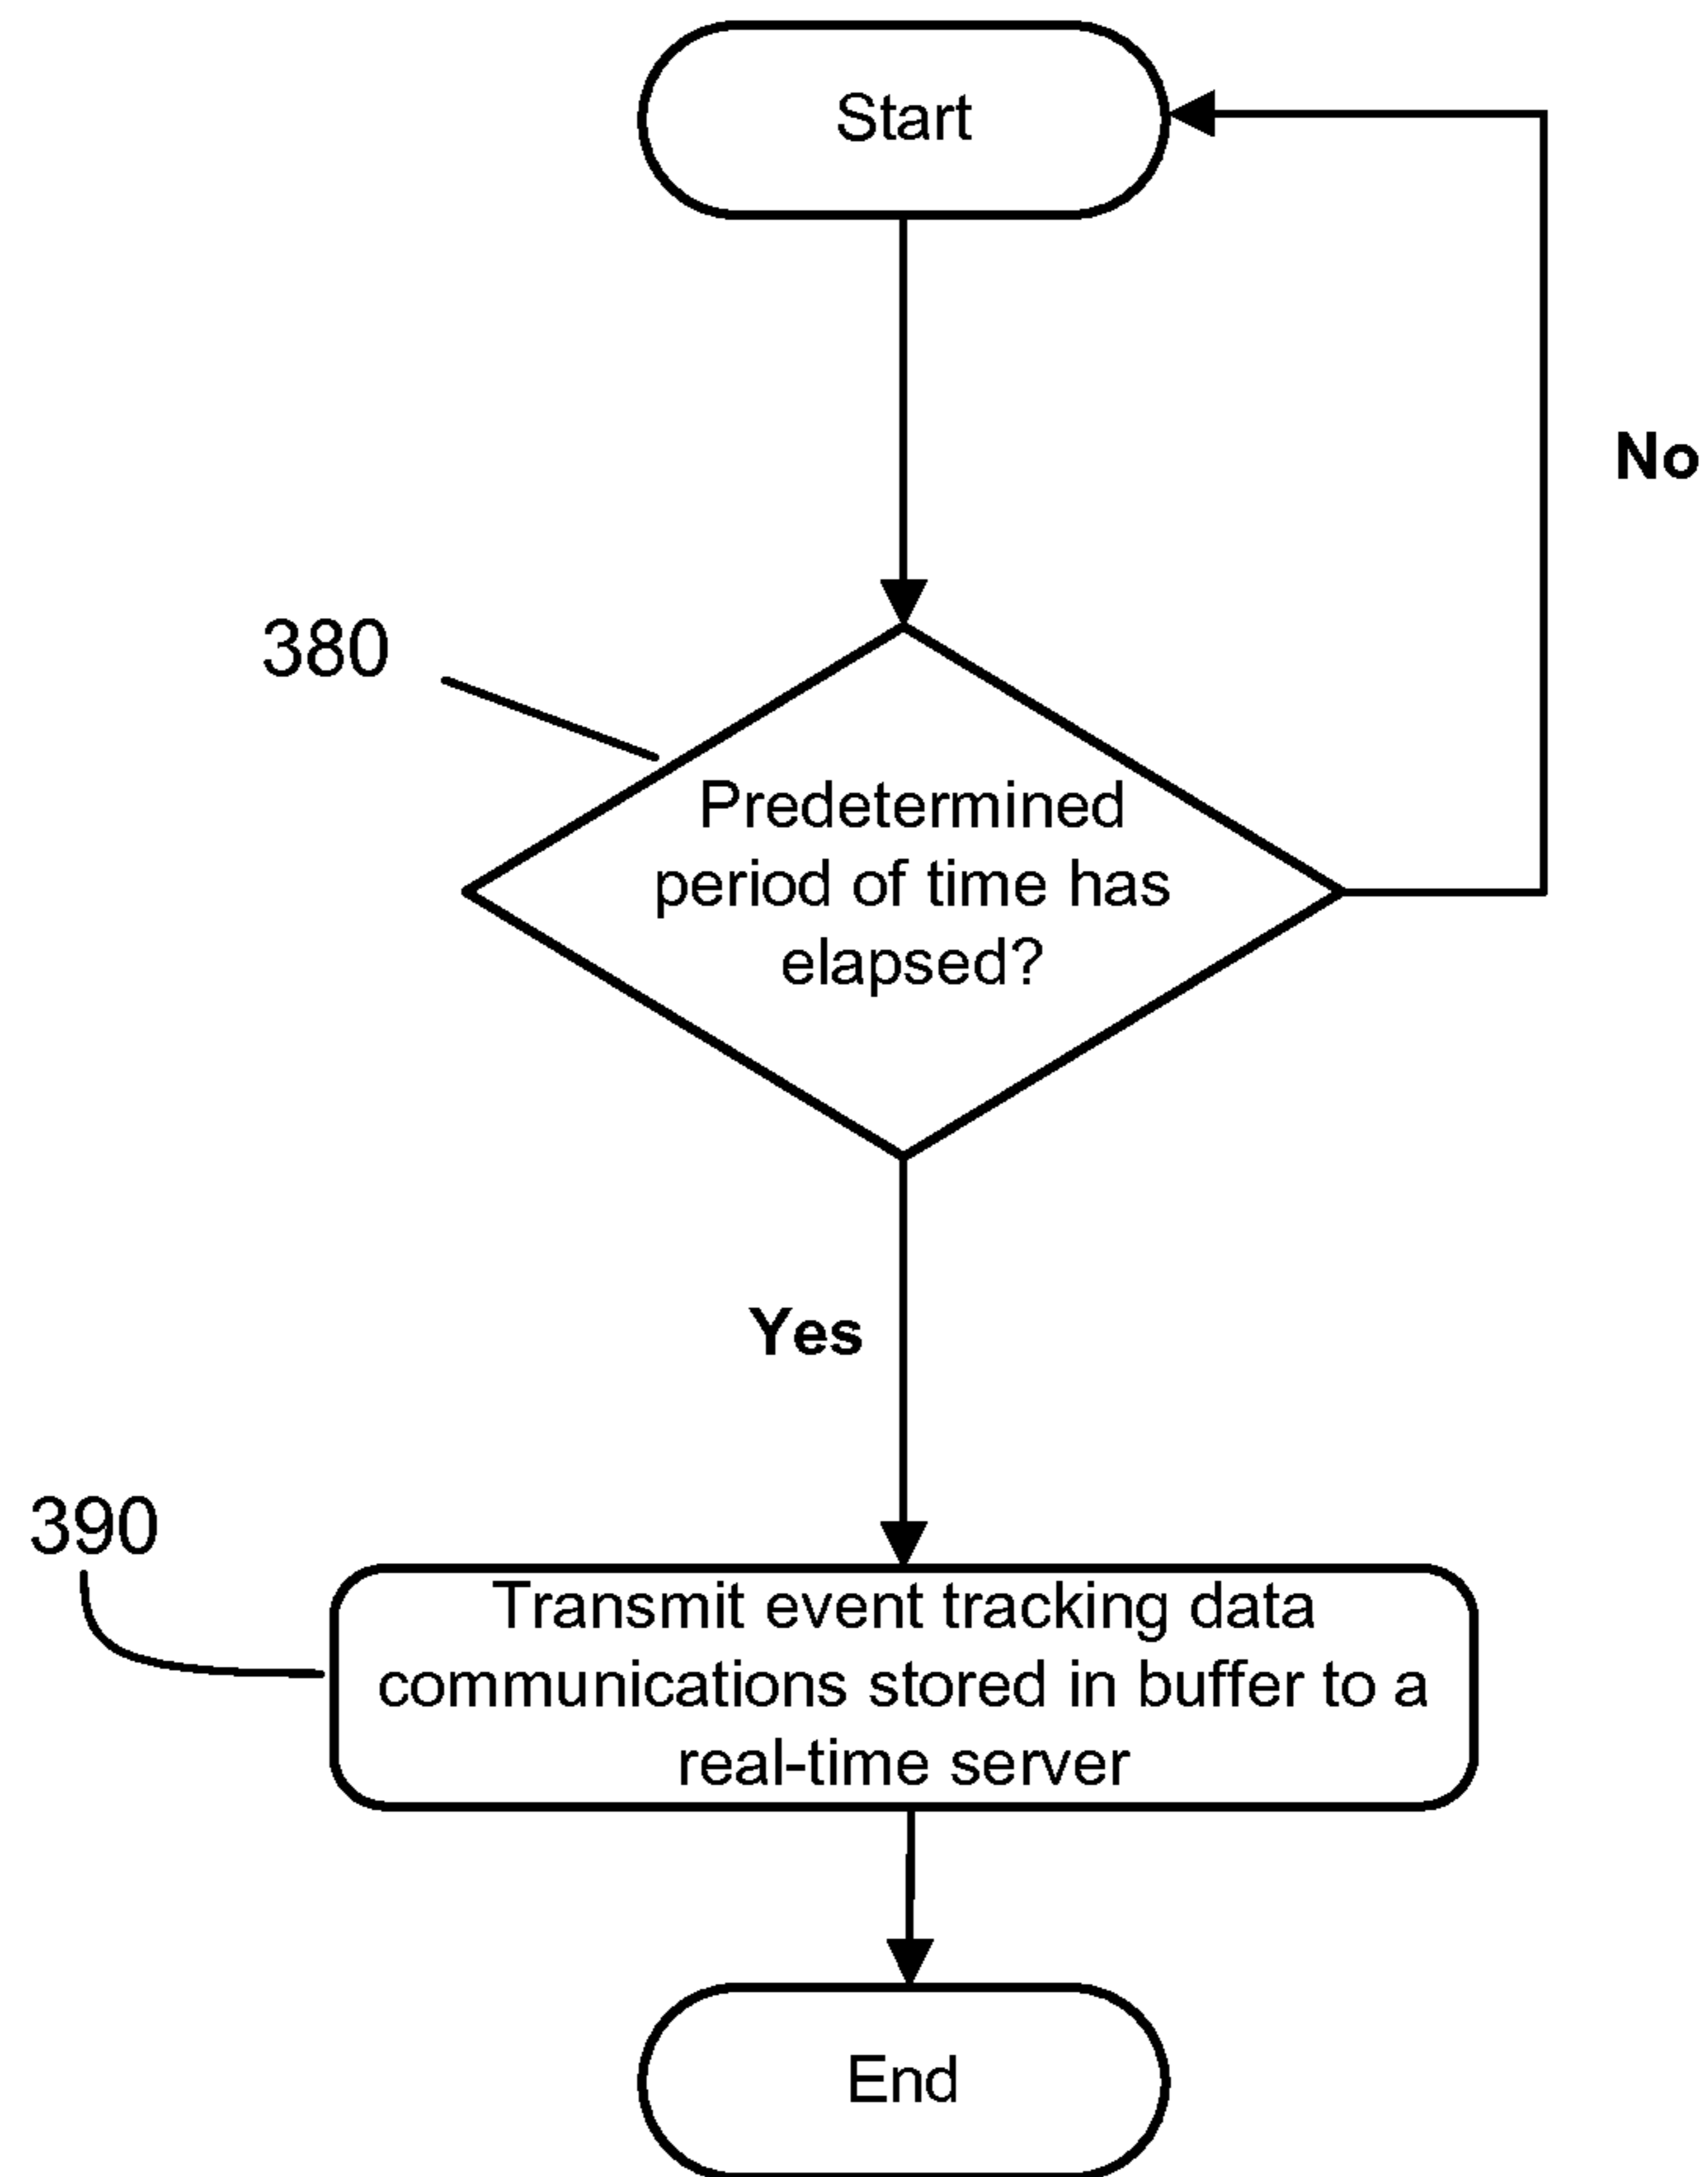 Start
No
380
Predetermined
period of time has
elapsed?
Yes
390
Transmit event tracking data
communications stored in buffer to a
real-time server
End